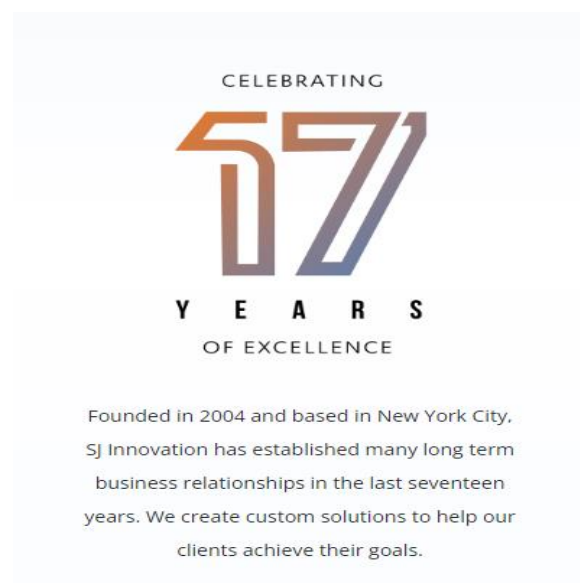 CELEBRATING
17
YEARS
OF EXCELLENCE
Founded in 2004 and based in New York City,
SJ Innovation has established many long term
business relationships in the last seventeen
years. We create custom solutions to help our
clients achieve their goals.